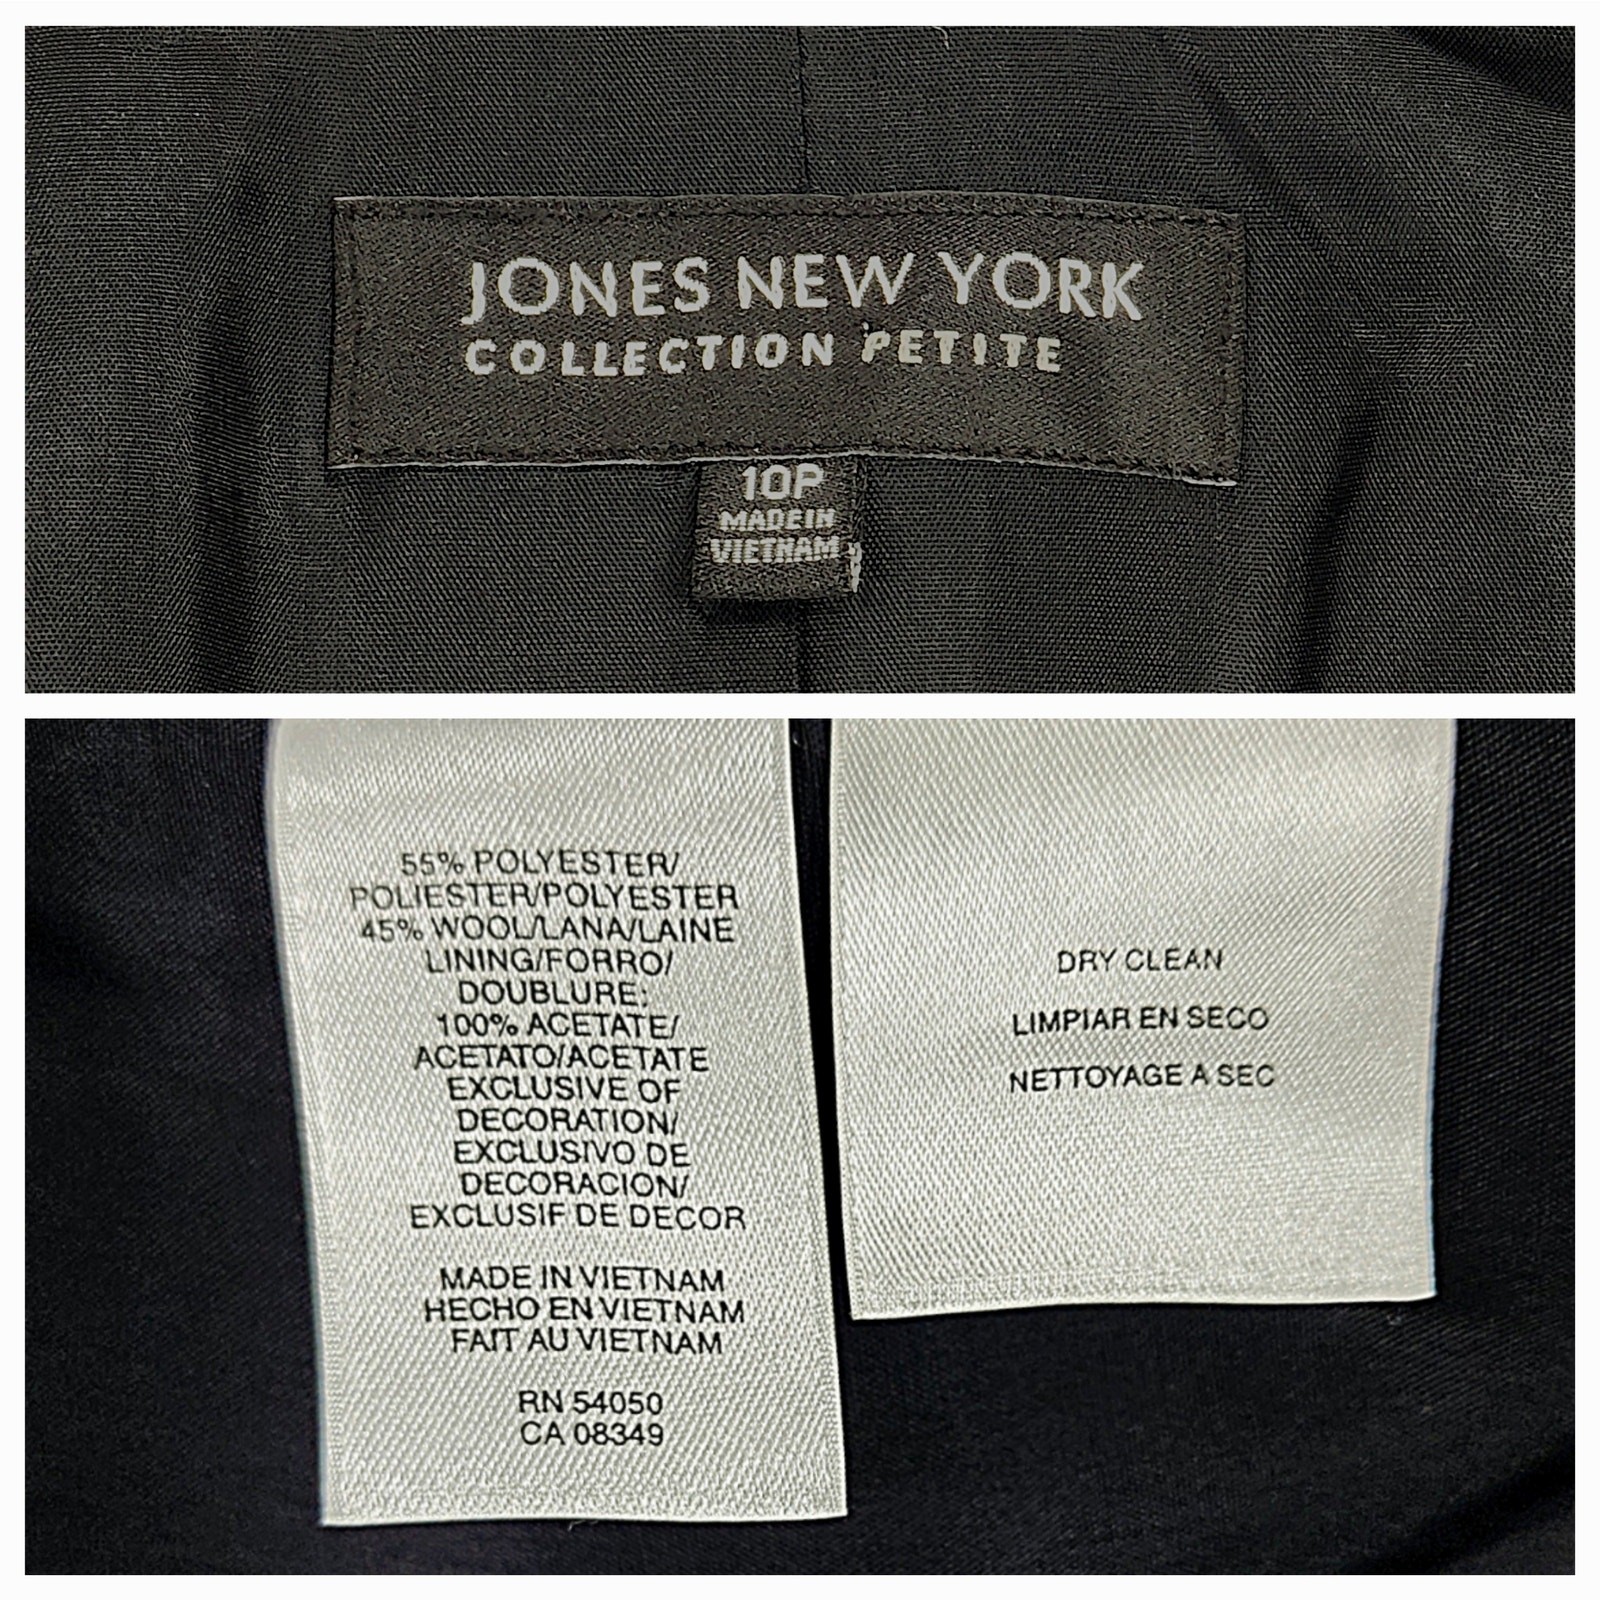 JONES NEW YORK
COLLECTION PETITE
10P
MADE IN
VIETNAM
55% POLYESTER/
POLIESTER/POLYESTER
45% WOOL/LANA/LAINE
LINING/FORRO/
DOUBLURE:
100% ACETATE/
ACETATO/ACETATE
EXCLUSIVE OF
DECORATION/
EXCLUSIVO DE
DECORACION/
EXCLUSIF DE DECOR
MADE IN VIETNAM
HECHO EN VIETNAM
FAIT AU VIETNAM
RN 54050
CA 08349
DRY CLEAN
LIMPIAR EN SECO
NETTOYAGE A SEC